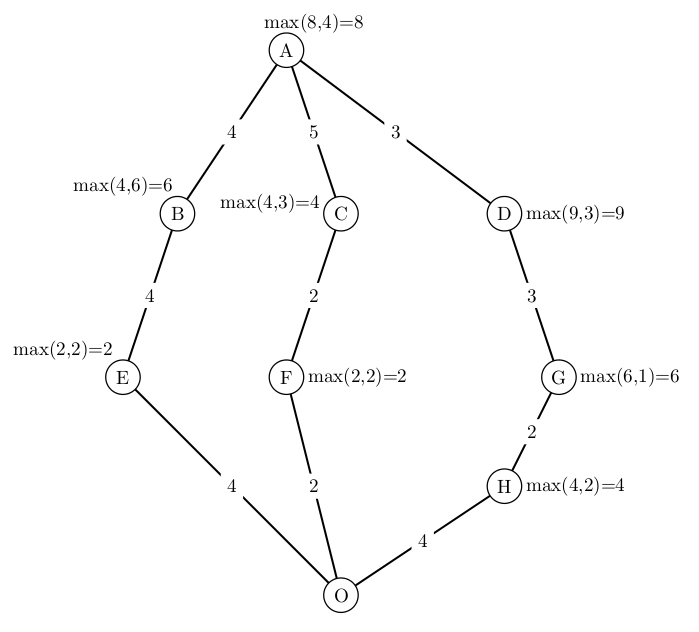 max(8,4)=8
A
4
5
3
max(4,6)=6
B
max(4,3)=4
C
D
max(9,3)=9
4
2
3
max(2,2)=2
E
F
max(2,2)=2
G
max(6,1)=6
2
4
2
H
max(4,2)=4
4
O